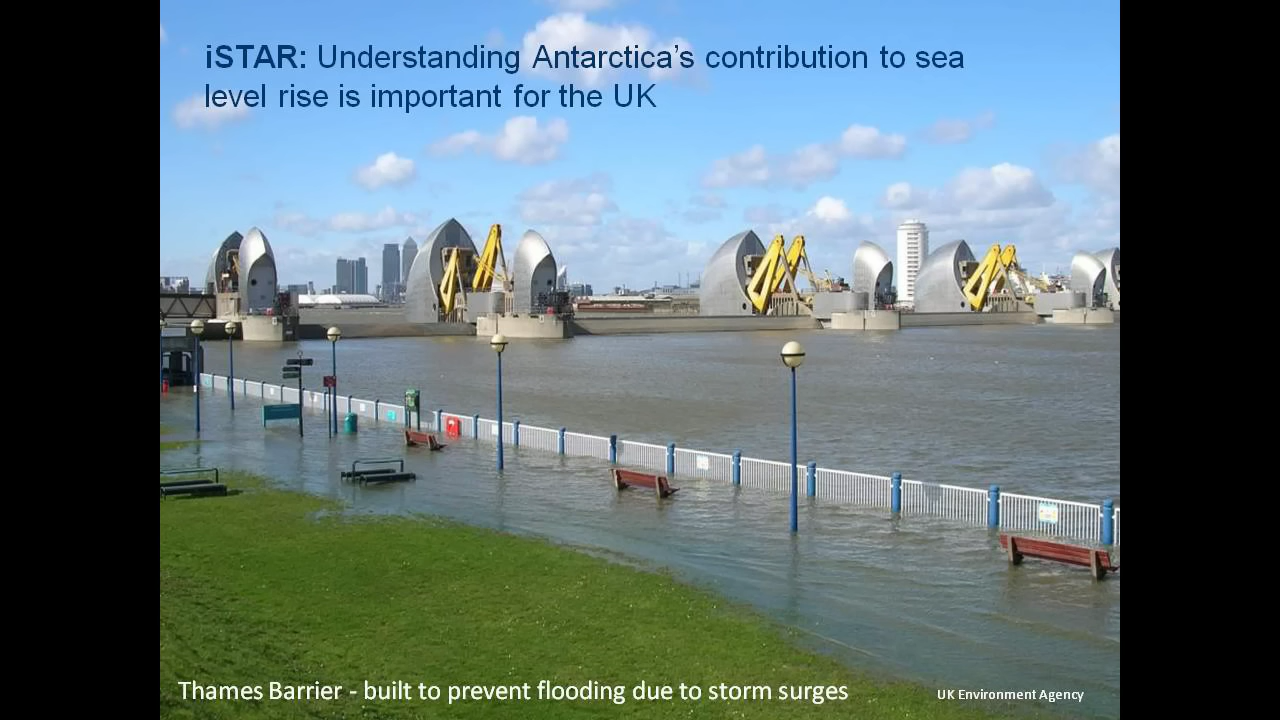 iSTAR: Understanding Antarctica's contribution to sea
level rise is important for the UK
Thames Barrier - built to prevent flooding due to storm surges
UK Environment Agency